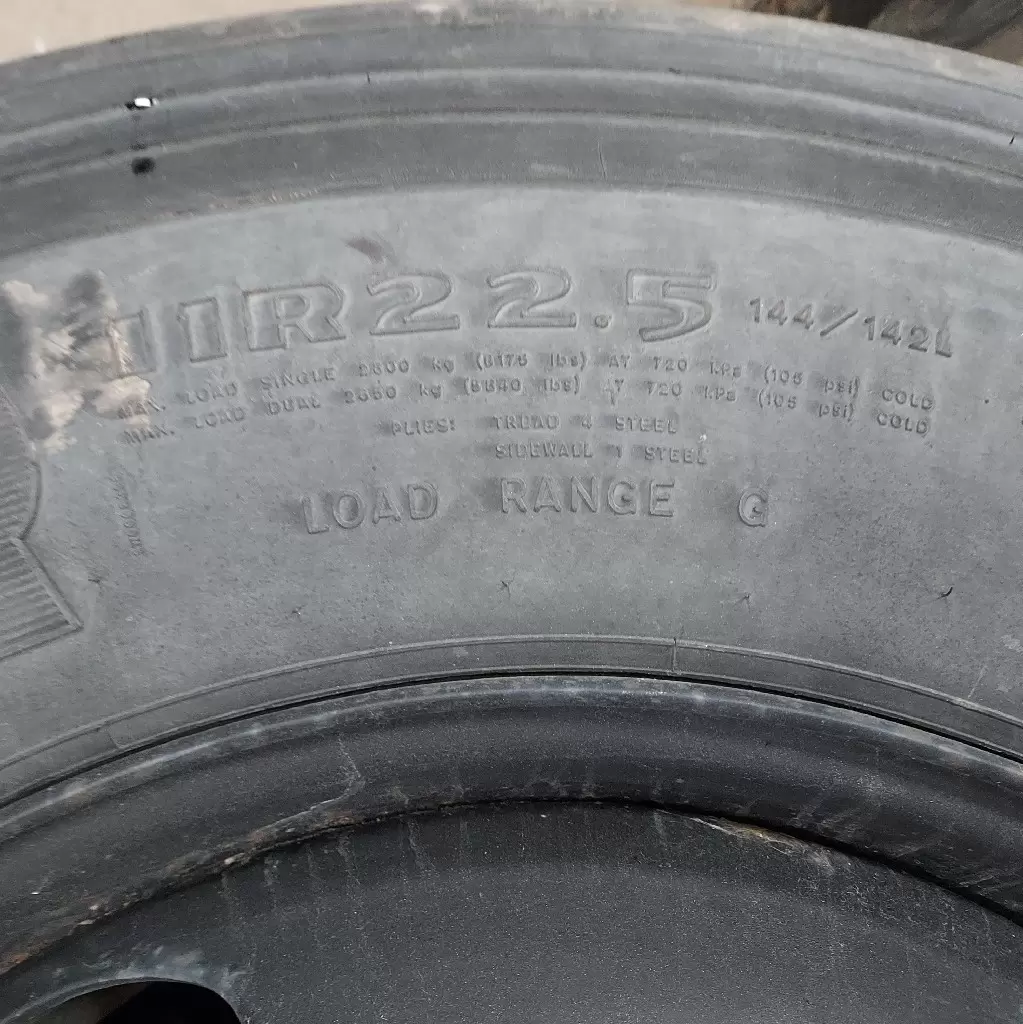 11R22.5 144/142L
MAX. LOAD SINGLE 2800 kg (6175 lbs) AT 720 kPa (105 psi) COLD
MAX. LOAD DUAL 2650 kg (5840 lbs) AT 720 kPa (105 psi) COLD
PLIES: TREAD 4 STEEL
SIDEWALL 1 STEEL
LOAD RANGE G